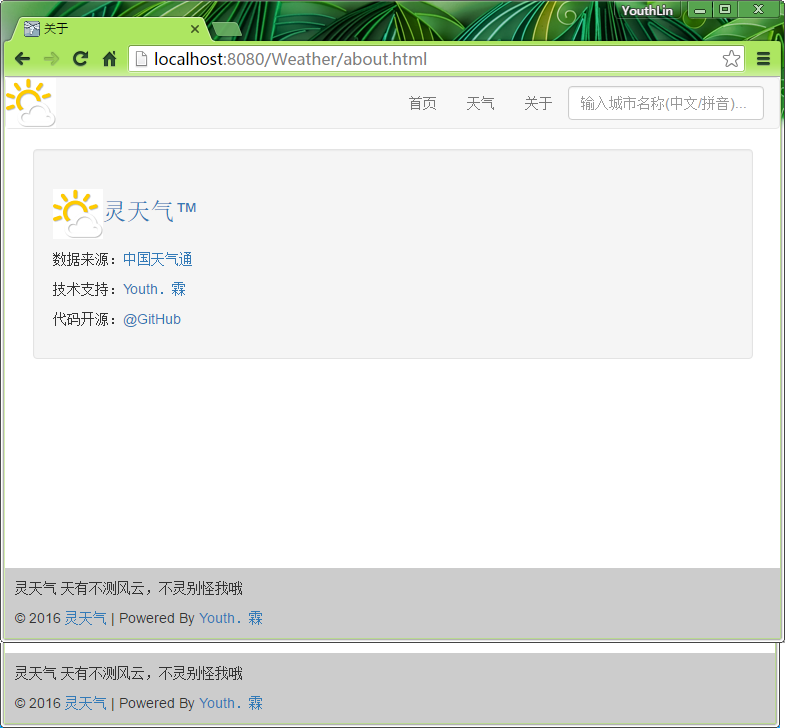 YouthLin
关于
localhost:8080/Weather/about.html
首页 天气 关于 输入城市名称(中文/拼音)...
灵天气™
数据来源：中国天气通
技术支持：Youth．霖
代码开源：@GitHub
灵天气 天有不测风云，不灵别怪我哦
© 2016 灵天气 | Powered By Youth．霖
灵天气 天有不测风云，不灵别怪我哦
© 2016 灵天气 | Powered By Youth．霖